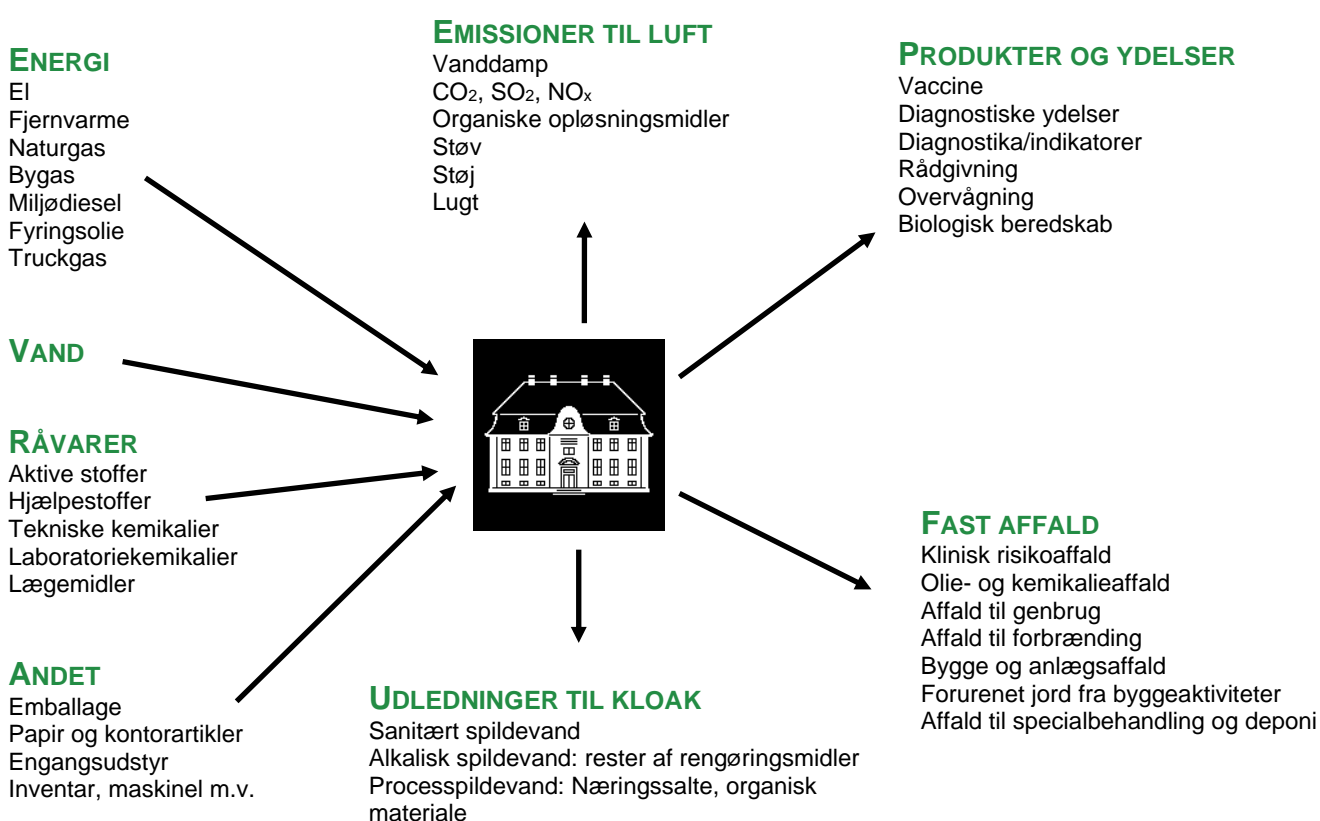 ENERGI
El
Fjernvarme
Naturgas
Bygas
Miljødiesel
Fyringsolie
Truckgas
VAND
RÅVARER
Aktive stoffer
Hjælpestoffer
Tekniske kemikalier
Laboratoriekemikalier
Lægemidler
ANDET
Emballage
Papir og kontorartikler
Engangsudstyr
Inventar, maskinel m.v.
EMISSIONER TIL LUFT
Vanddamp
CO₂, SO₂, NOₓ
Organiske opløsningsmidler
Støv
Støj
Lugt
UDLEDNINGER TIL KLOAK
Sanitært spildevand
Alkalisk spildevand: rester af rengøringsmidler
Processpildevand: Næringssalte, organisk
materiale
PRODUKTER OG YDELSER
Vaccine
Diagnostiske ydelser
Diagnostika/indikatorer
Rådgivning
Overvågning
Biologisk beredskab
FAST AFFALD
Klinisk risikoaffald
Olie- og kemikalieaffald
Affald til genbrug
Affald til forbrænding
Bygge og anlægsaffald
Forurenet jord fra byggeaktiviteter
Affald til specialbehandling og deponi